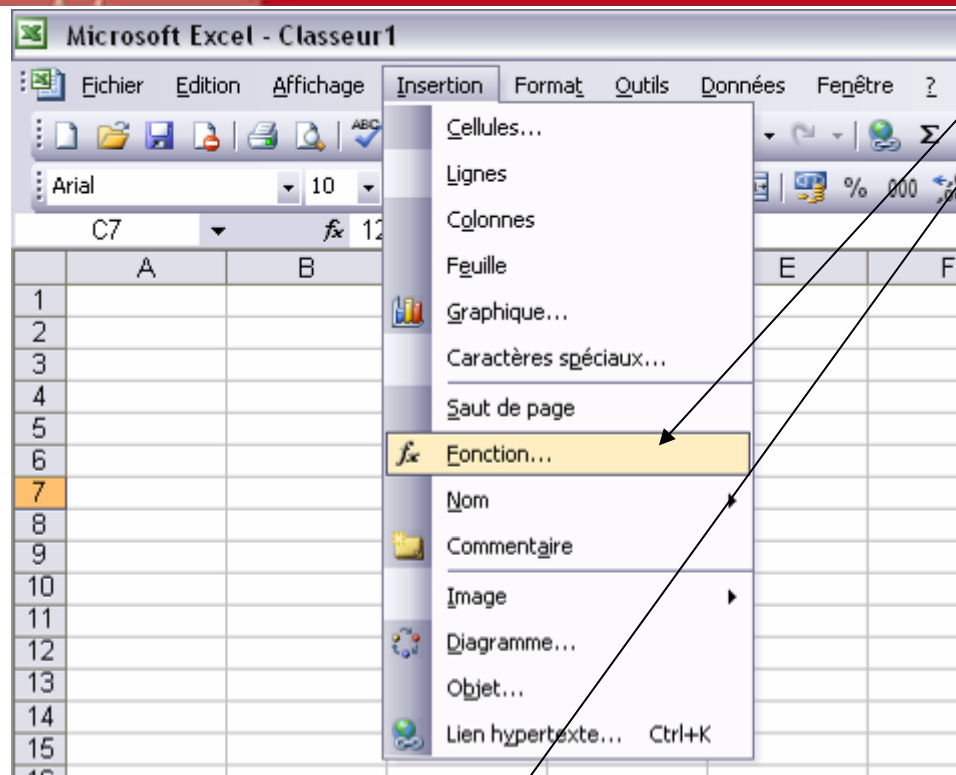 Microsoft Excel - Classeur1
Fichier Edition Affichage Insertion Format Outils Données Fenêtre ?
ABC Σ
Arial 10 % 000
C7 fx 12
A B E F
Cellules...
Lignes
Colonnes
Feuille
Graphique...
Caractères spéciaux...
Saut de page
fx Fonction...
Nom
Commentaire
Image
Diagramme...
Objet...
Lien hypertexte... Ctrl+K
1
2
3
4
5
6
7
8
9
10
11
12
13
14
15